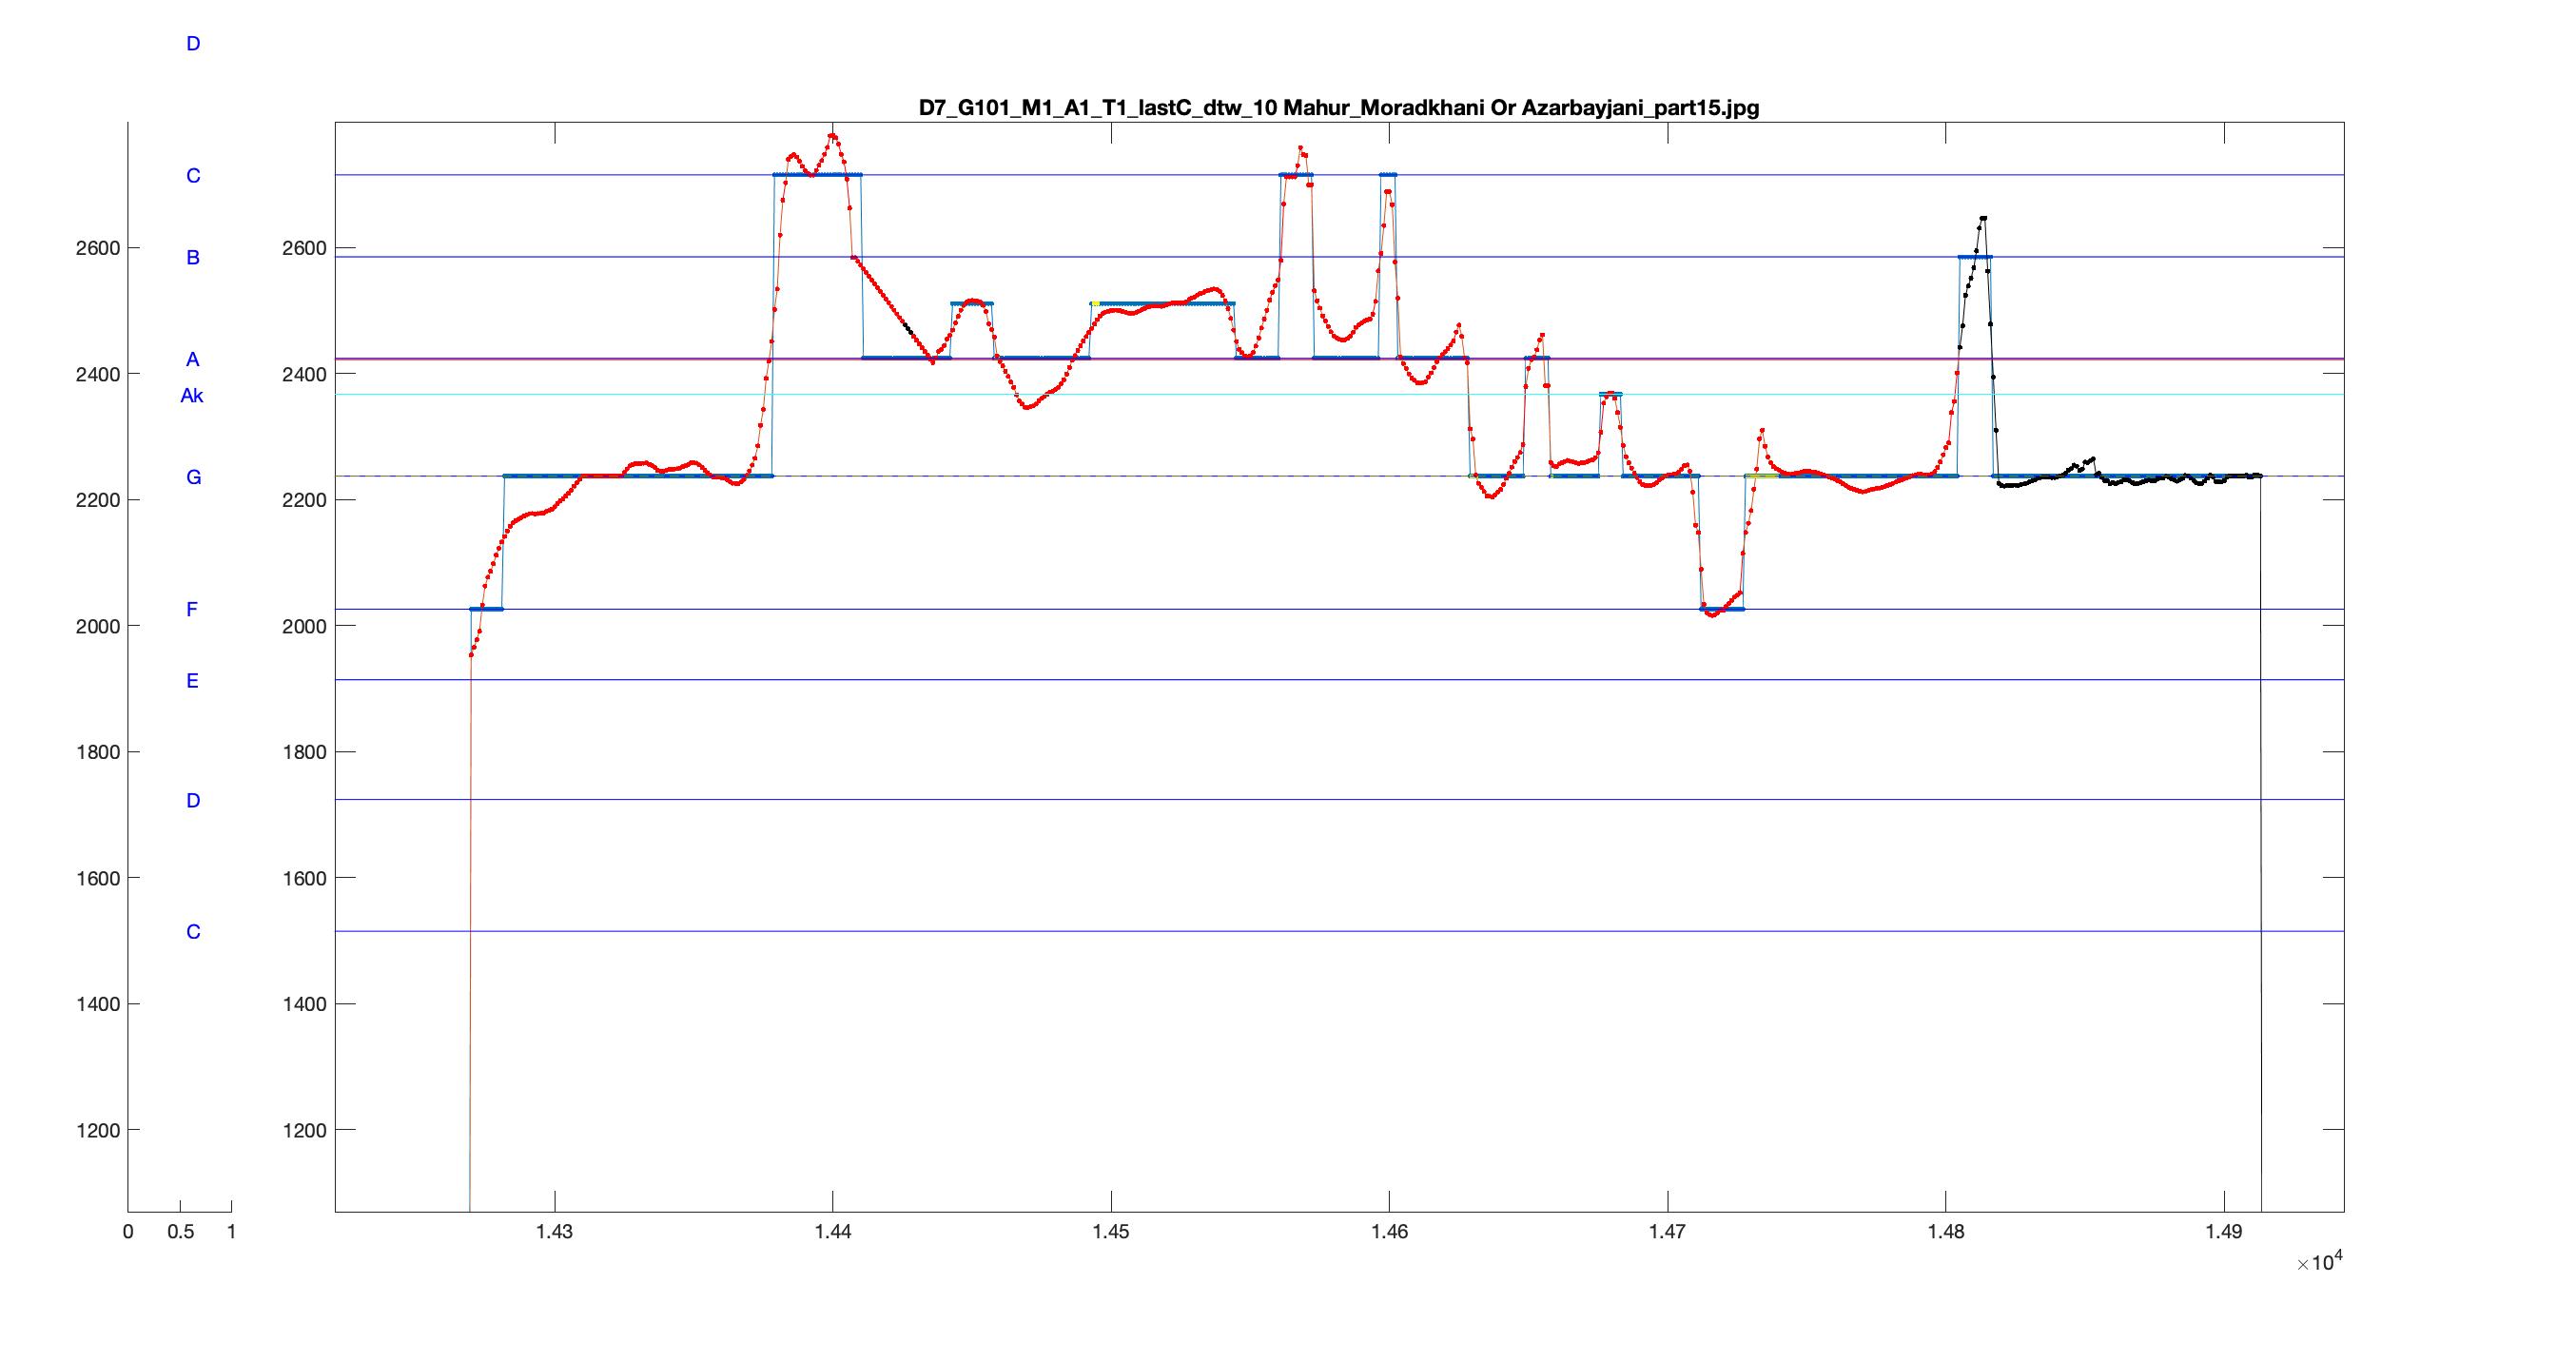 D
D7_G101_M1_A1_T1_lastC_dtw_10 Mahur_Moradkhani Or Azarbayjani_part15.jpg
C
2600 B 2600
A
2400 2400
Ak
G
2200 2200
F
2000 2000
E
1800 1800
D
1600 1600
C
1400 1400
1200 1200
0 0.5 1 1.43 1.44 1.45 1.46 1.47 1.48 1.49
×10^4